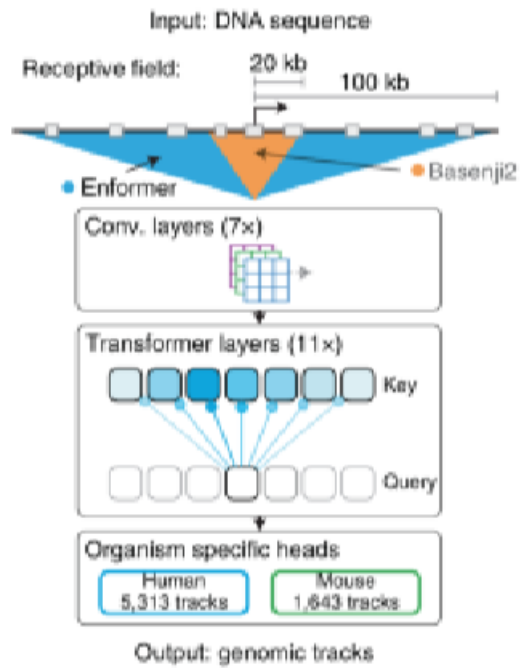 Input: DNA sequence
Receptive field:
20 kb
100 kb
Enformer
Basenji2
Conv. layers (7×)
Transformer layers (11×)
Key
Query
Organism specific heads
Human
5,313 tracks
Mouse
1,643 tracks
Output: genomic tracks